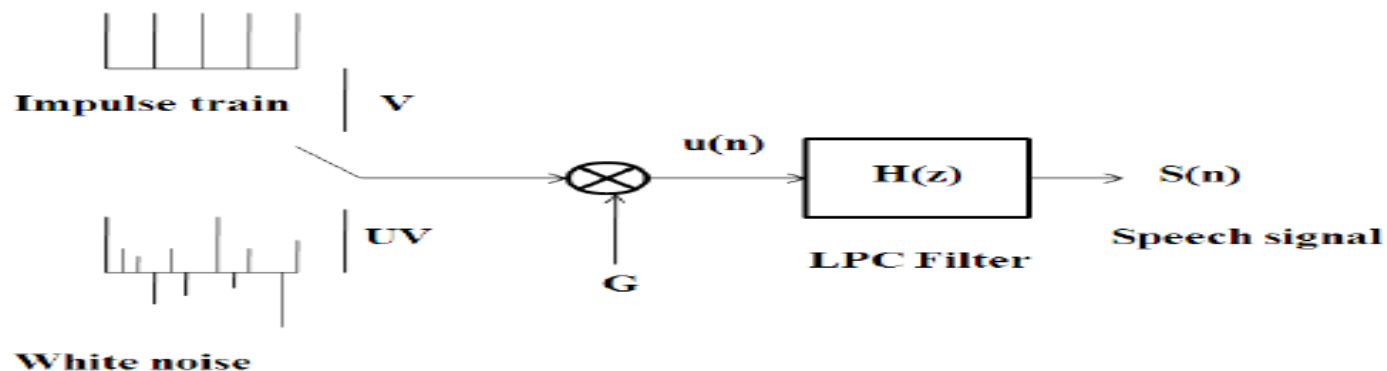 Impulse train
V
u(n)
H(z)
S(n)
UV
Speech signal
LPC Filter
G
White noise